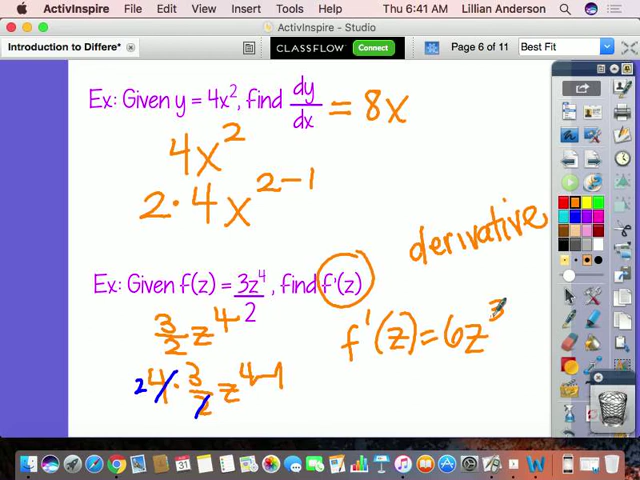 ActivInspire File Edit View Insert Tools Help Thu 6:41 AM Lillian Anderson
ActivInspire - Studio
Introduction to Differe* CLASSFLOW Connect Page 6 of 11 Best Fit
Ex: Given y = 4x², find dy/dx = 8x
4x²
2·4x²⁻¹
derivative
Ex: Given f(z) = 3z⁴/2, find f'(z)
3/2 z⁴
f'(z) = 6z³
2 4·3/2 z⁴⁻¹